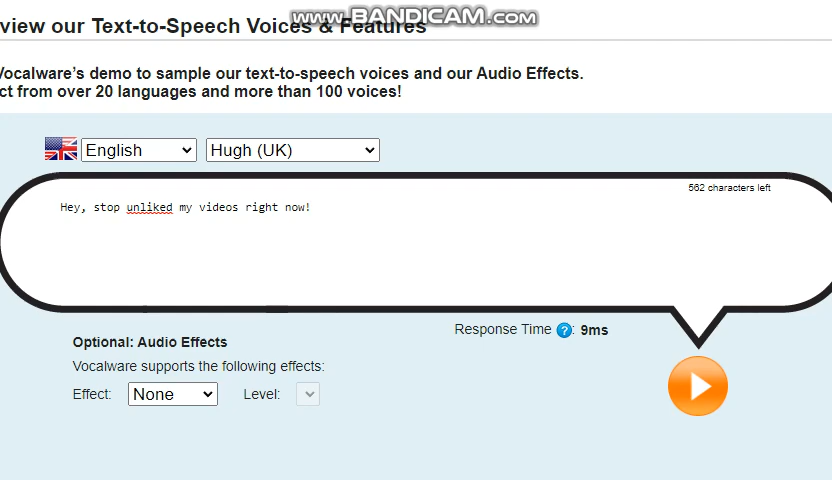 www.BANDICAM.com
view our Text-to-Speech Voices & Features
Vocalware's demo to sample our text-to-speech voices and our Audio Effects.
ct from over 20 languages and more than 100 voices!
English Hugh (UK)
562 characters left
Hey, stop unliked my videos right now!
Response Time ?: 9ms
Optional: Audio Effects
Vocalware supports the following effects:
Effect: None Level: